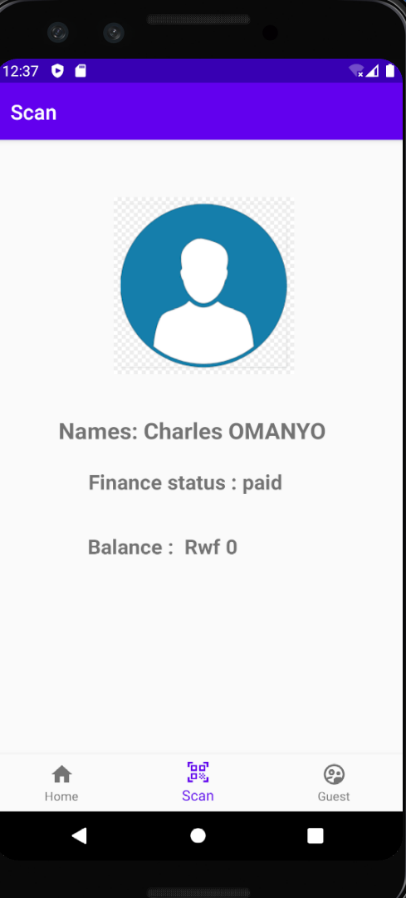 12:37
Scan
Names: Charles OMANYO
Finance status : paid
Balance :  Rwf 0
Home
Scan
Guest